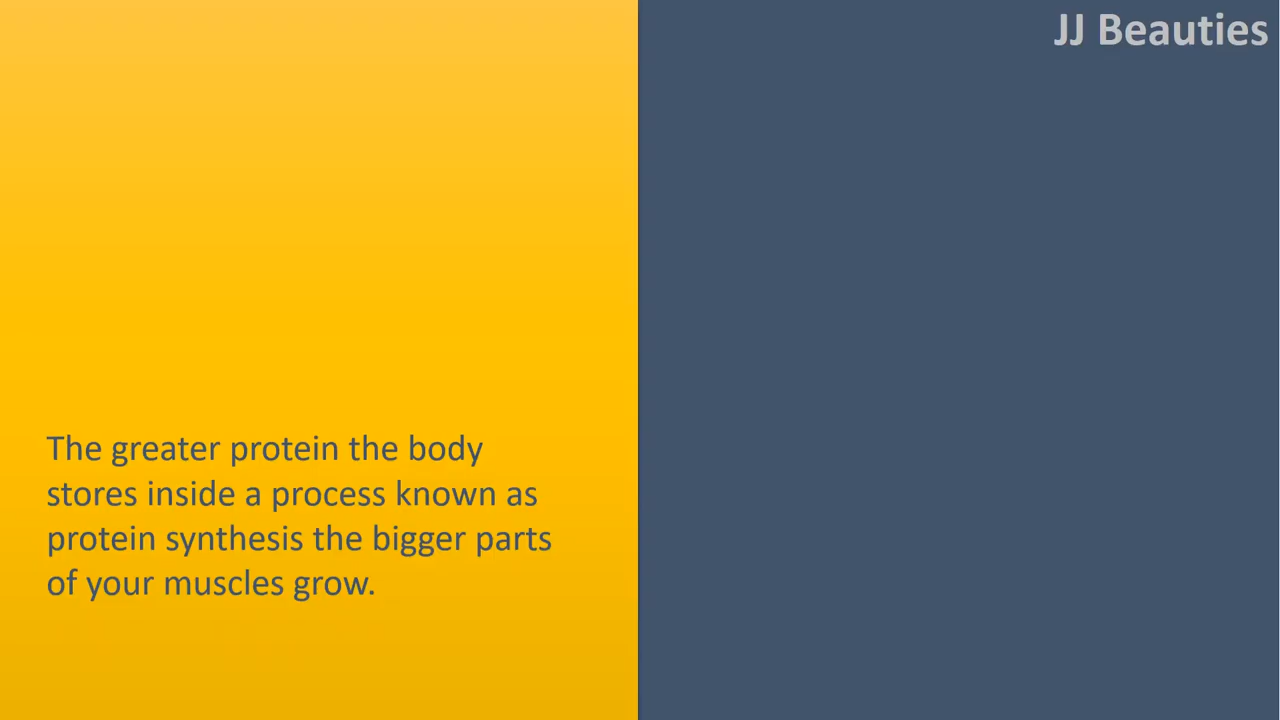 JJ Beauties
The greater protein the body
stores inside a process known as
protein synthesis the bigger parts
of your muscles grow.